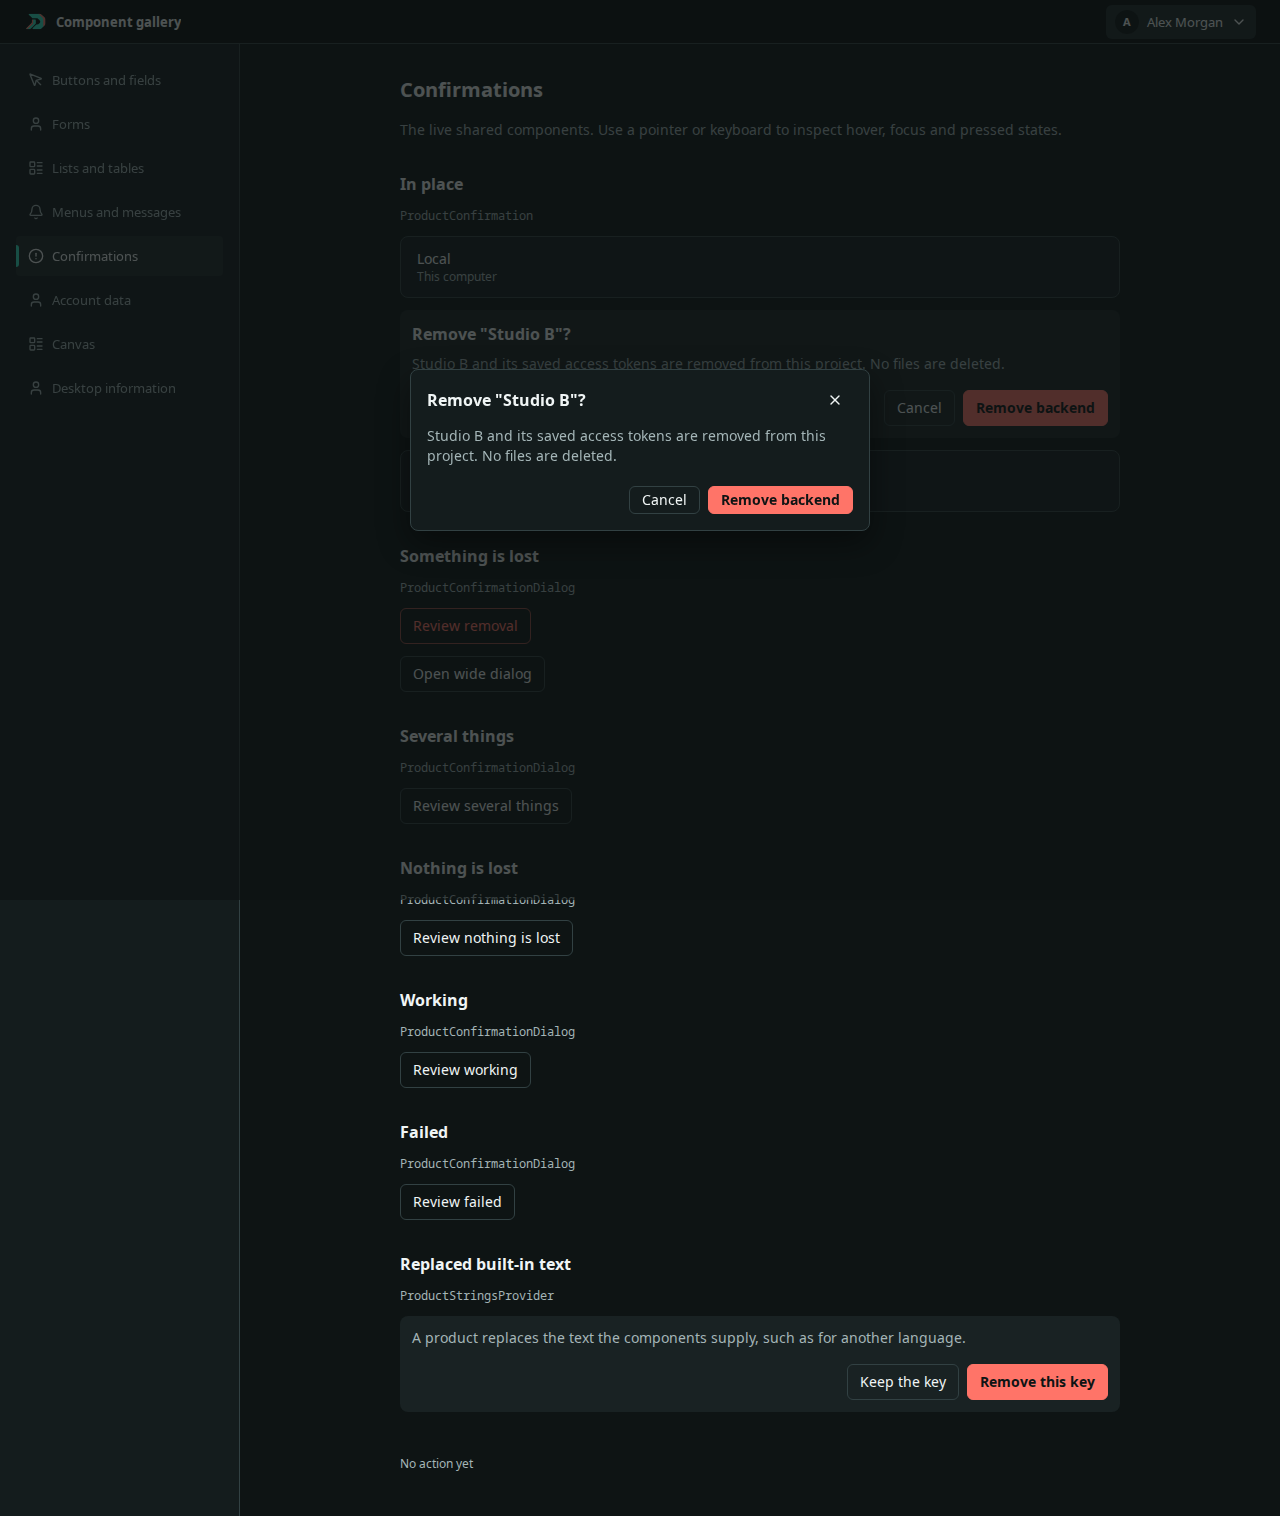 Component gallery
A
Alex Morgan
Buttons and fields
Forms
Lists and tables
Menus and messages
Confirmations
Account data
Canvas
Desktop information
Confirmations
The live shared components. Use a pointer or keyboard to inspect hover, focus and pressed states.
In place
ProductConfirmation
Local
This computer
Remove "Studio B"?
Studio B and its saved access tokens are removed from this project. No files are deleted.
Cancel
Remove backend
Remove "Studio B"?
Studio B and its saved access tokens are removed from this
project. No files are deleted.
Cancel
Remove backend
Something is lost
ProductConfirmationDialog
Review removal
Open wide dialog
Several things
ProductConfirmationDialog
Review several things
Nothing is lost
ProductConfirmationDialog
Review nothing is lost
Working
ProductConfirmationDialog
Review working
Failed
ProductConfirmationDialog
Review failed
Replaced built-in text
ProductStringsProvider
A product replaces the text the components supply, such as for another language.
Keep the key
Remove this key
No action yet